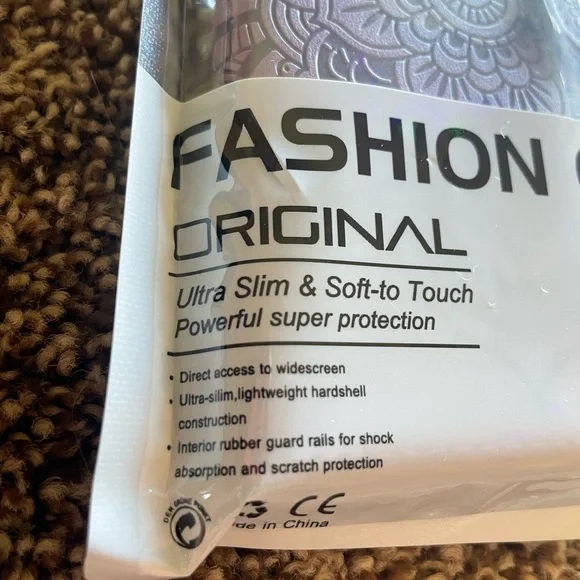 FASHION
ORIGINAL
Ultra Slim & Soft-to Touch
Powerful super protection
• Direct access to widescreen
• Ultra-silim,lightweight hardshell
construction
• Interior rubber guard rails for shock
absorption and scratch protection
CE
in China